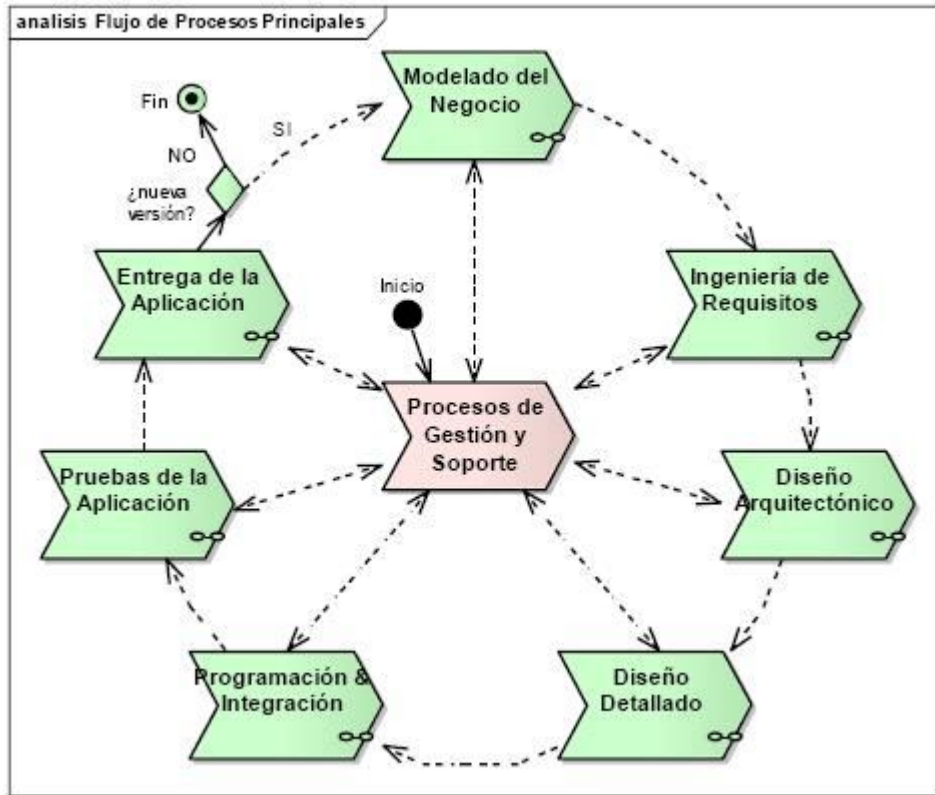 analisis Flujo de Procesos Principales
Modelado del
Negocio
Fin
SI
NO
¿nueva
versión?
Entrega de la
Aplicación
Inicio
Ingeniería de
Requisitos
Procesos de
Gestión y
Soporte
Pruebas de la
Aplicación
Diseño
Arquitectónico
Programación &
Integración
Diseño
Detallado